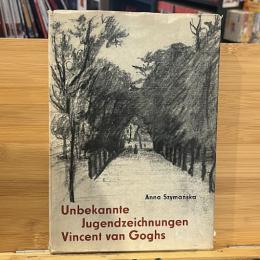 Anna Szymańska
Unbekannte
Jugendzeichnungen
Vincent van Goghs